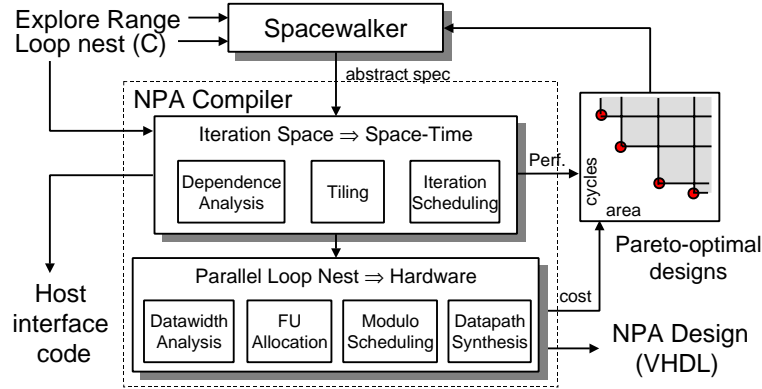 Explore Range
Loop nest (C)
Spacewalker
abstract spec
NPA Compiler
Iteration Space ⇒ Space-Time
Dependence
Analysis
Tiling
Iteration
Scheduling
Perf.
cycles
area
Pareto-optimal
designs
Parallel Loop Nest ⇒ Hardware
Datawidth
Analysis
FU
Allocation
Modulo
Scheduling
Datapath
Synthesis
cost
Host
interface
code
NPA Design
(VHDL)